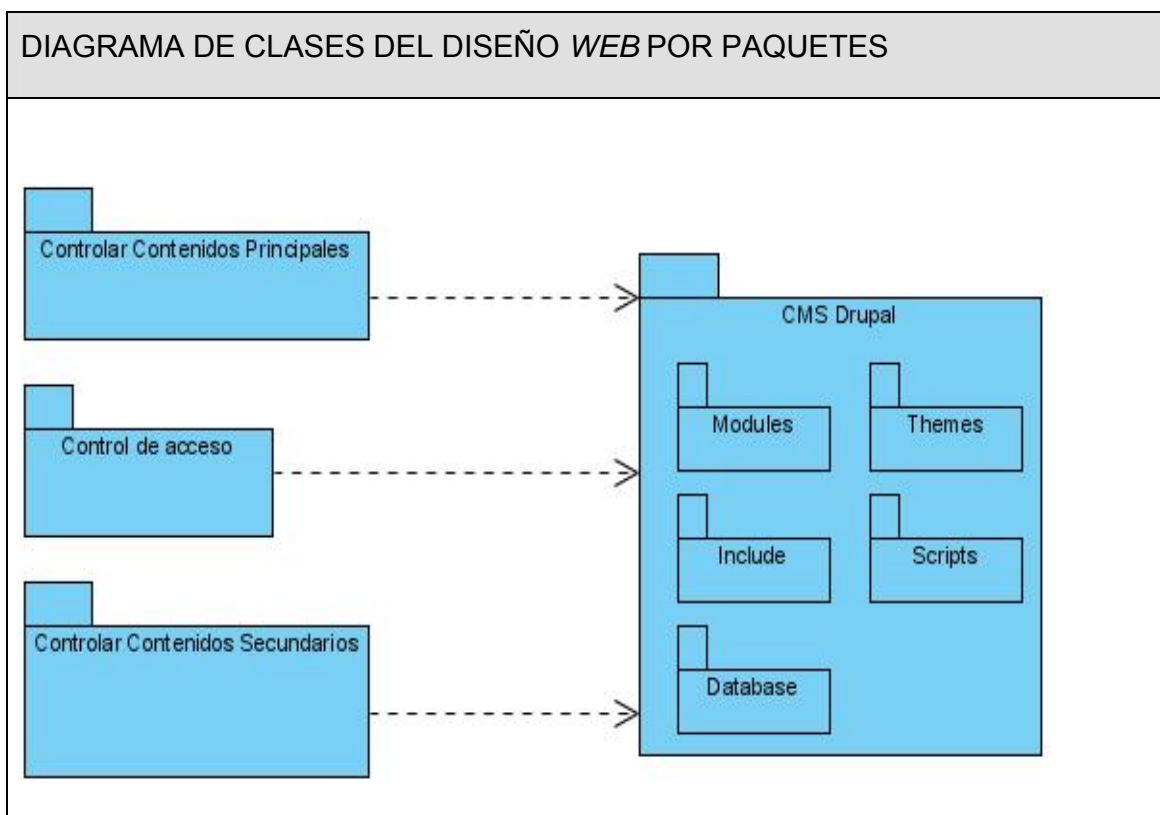 DIAGRAMA DE CLASES DEL DISEÑO WEB POR PAQUETES
Controlar Contenidos Principales
CMS Drupal
Modules
Themes
Control de acceso
Include
Scripts
Controlar Contenidos Secundarios
Database